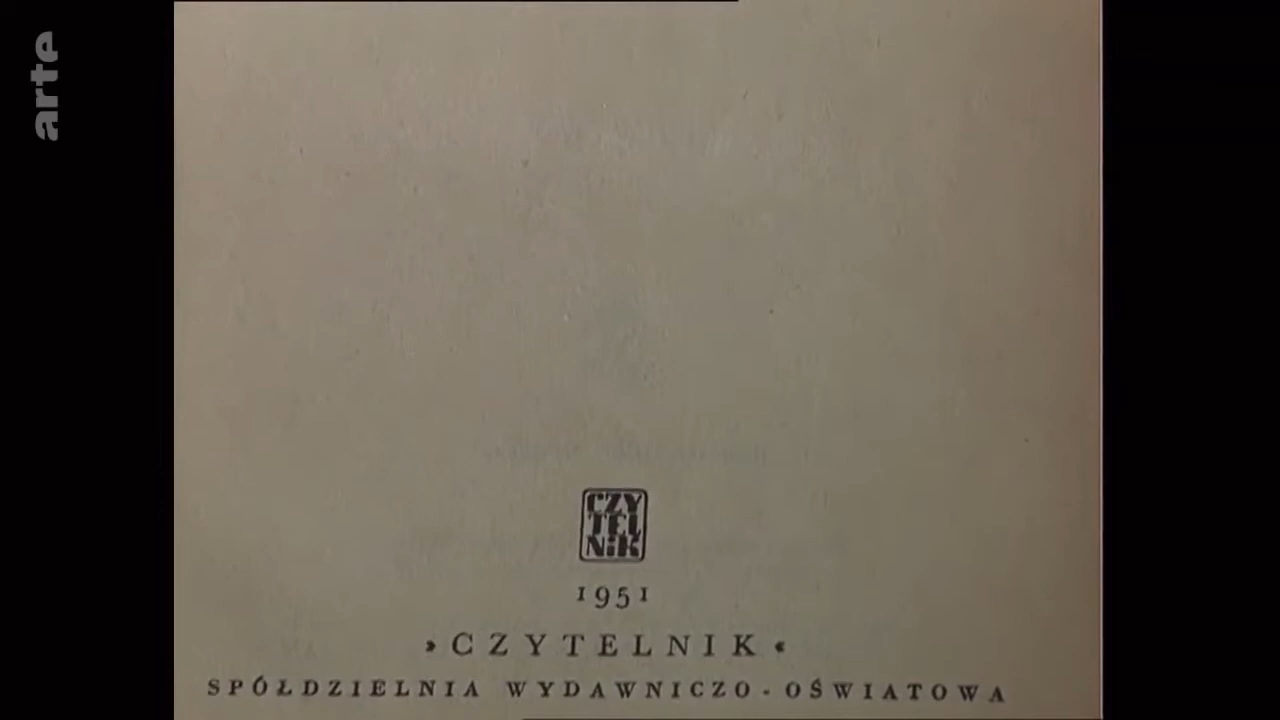 arte
CZY
TEL
NiK
1951
»CZYTELNIK«
SPÓŁDZIELNIA WYDAWNICZO-OŚWIATOWA